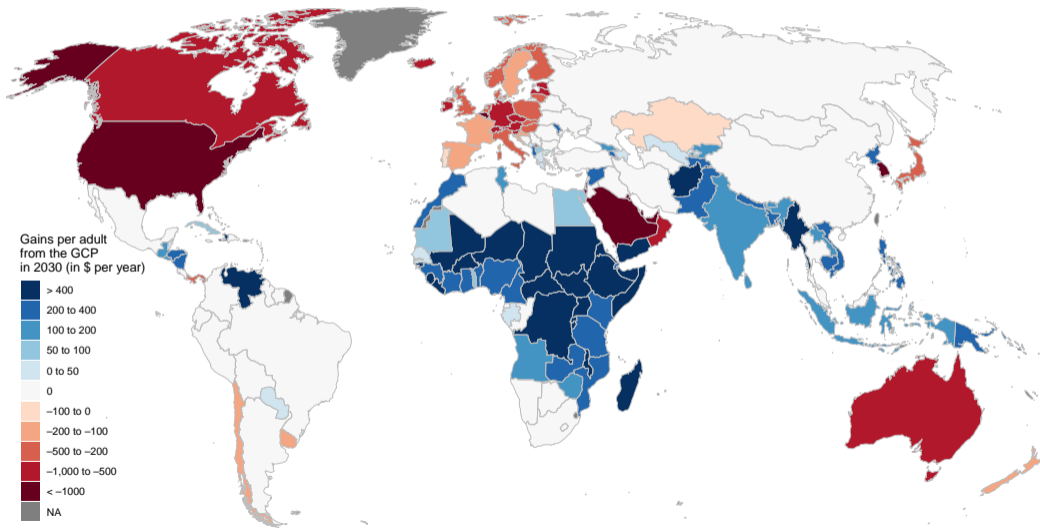 Gains per adult
from the GCP
in 2030 (in $ per year)
> 400
200 to 400
100 to 200
50 to 100
0 to 50
0
–100 to 0
–200 to –100
–500 to –200
–1,000 to –500
< –1000
NA